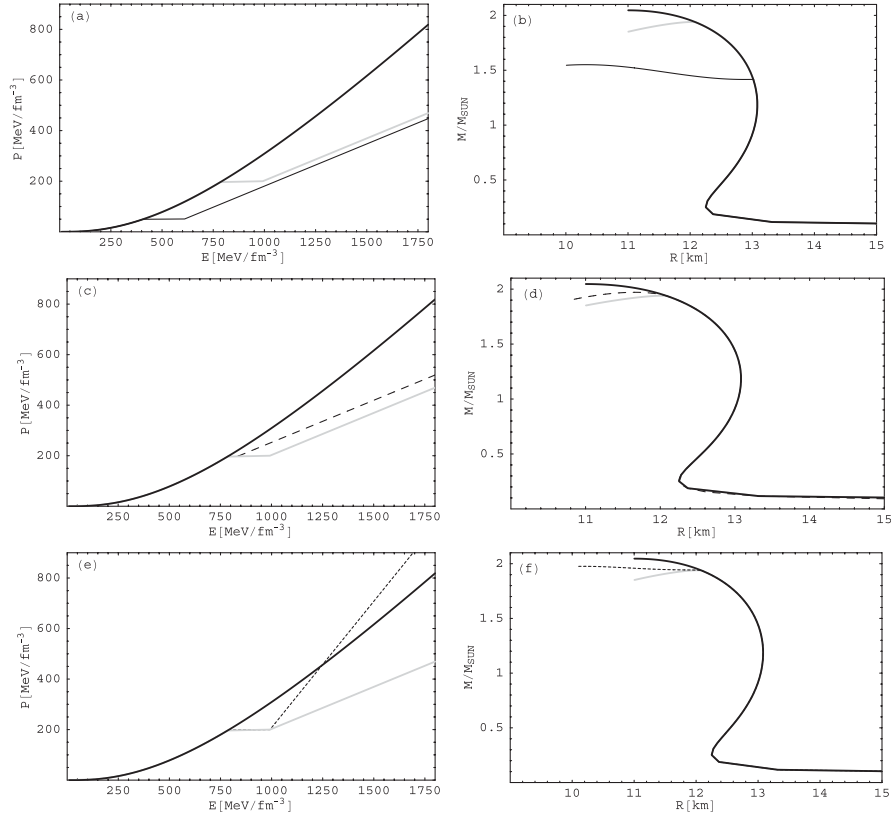 (a)
P[MeV/fm⁻³]
800
600
400
200
250 500 750 1000 1250 1500 1750
E[MeV/fm⁻³]
(b)
M/M_SUN
2
1.5
1
0.5
10 11 12 13 14 15
R[km]
(c)
P[MeV/fm⁻³]
800
600
400
200
250 500 750 1000 1250 1500 1750
E[MeV/fm⁻³]
(d)
M/M_SUN
2
1.5
1
0.5
11 12 13 14 15
R[km]
(e)
P[MeV/fm⁻³]
800
600
400
200
250 500 750 1000 1250 1500 1750
E[MeV/fm⁻³]
(f)
M/M_SUN
2
1.5
1
0.5
10 11 12 13 14 15
R[km]